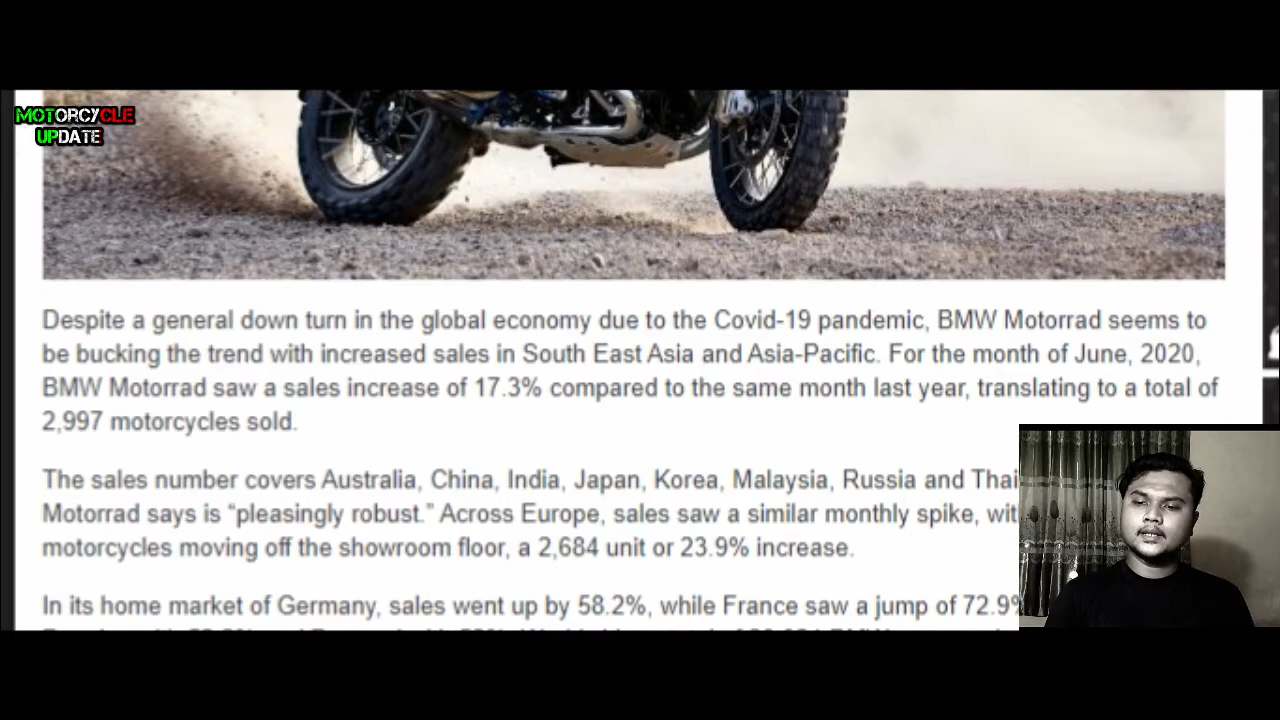 MOTORCYCLE
UPDATE
Despite a general down turn in the global economy due to the Covid-19 pandemic, BMW Motorrad seems to
be bucking the trend with increased sales in South East Asia and Asia-Pacific. For the month of June, 2020,
BMW Motorrad saw a sales increase of 17.3% compared to the same month last year, translating to a total of
2,997 motorcycles sold.
The sales number covers Australia, China, India, Japan, Korea, Malaysia, Russia and Thai
Motorrad says is “pleasingly robust.” Across Europe, sales saw a similar monthly spike, wit
motorcycles moving off the showroom floor, a 2,684 unit or 23.9% increase.
In its home market of Germany, sales went up by 58.2%, while France saw a jump of 72.9%